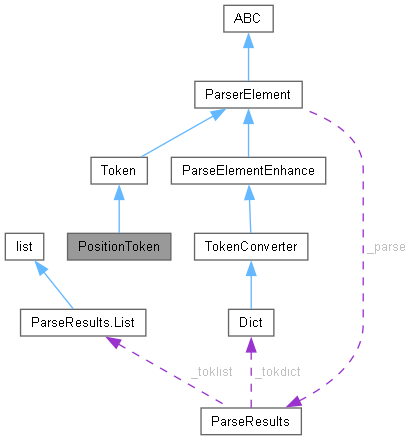 ABC
ParserElement
Token
ParseElementEnhance
list
PositionToken
TokenConverter
_parse
ParseResults.List
Dict
_toklist
_tokdict
ParseResults